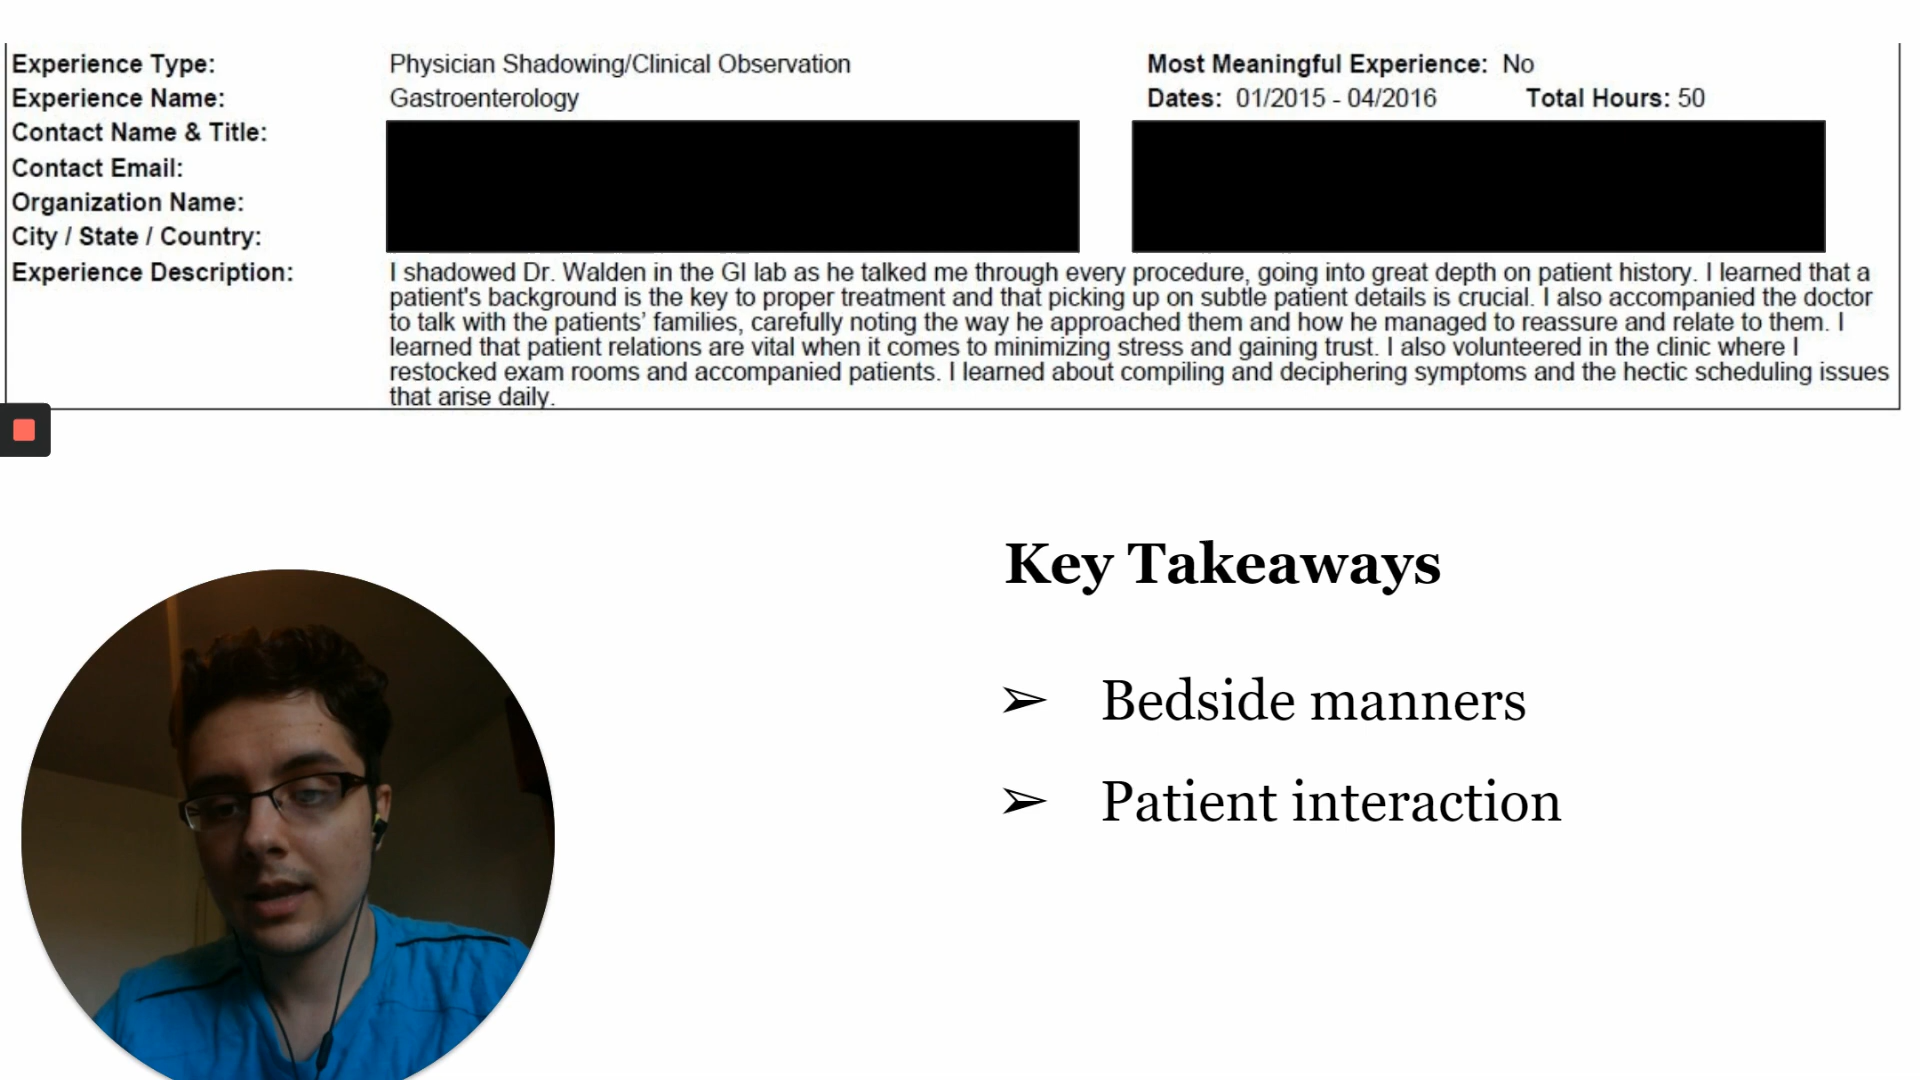 Experience Type: Physician Shadowing/Clinical Observation Most Meaningful Experience: No
Experience Name: Gastroenterology Dates: 01/2015 - 04/2016 Total Hours: 50
Contact Name & Title:
Contact Email:
Organization Name:
City / State / Country:
Experience Description: I shadowed Dr. Walden in the GI lab as he talked me through every procedure, going into great depth on patient history. I learned that a
patient's background is the key to proper treatment and that picking up on subtle patient details is crucial. I also accompanied the doctor
to talk with the patients’ families, carefully noting the way he approached them and how he managed to reassure and relate to them. I
learned that patient relations are vital when it comes to minimizing stress and gaining trust. I also volunteered in the clinic where I
restocked exam rooms and accompanied patients. I learned about compiling and deciphering symptoms and the hectic scheduling issues
that arise daily.
Key Takeaways
➢ Bedside manners
➢ Patient interaction